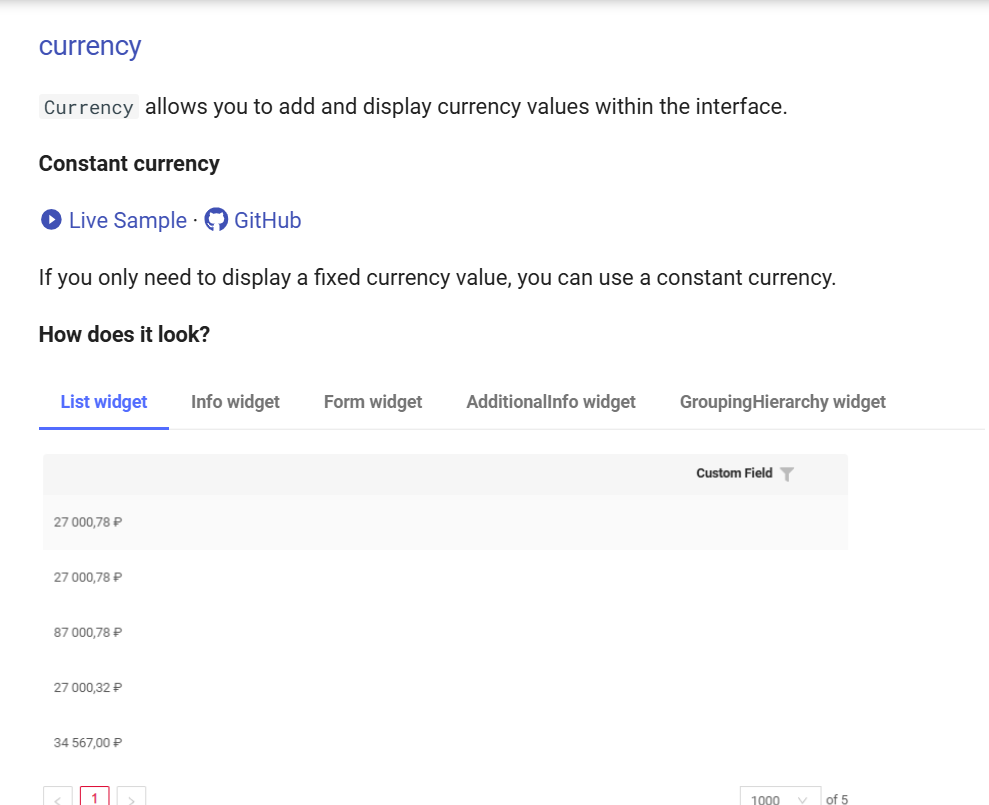 currency
Currency allows you to add and display currency values within the interface.
Constant currency
Live Sample · GitHub
If you only need to display a fixed currency value, you can use a constant currency.
How does it look?
List widget Info widget Form widget AdditionalInfo widget GroupingHierarchy widget
Custom Field
27 000,78 ₽
27 000,78 ₽
87 000,78 ₽
27 000,32 ₽
34 567,00 ₽
< 1 > 1000 of 5